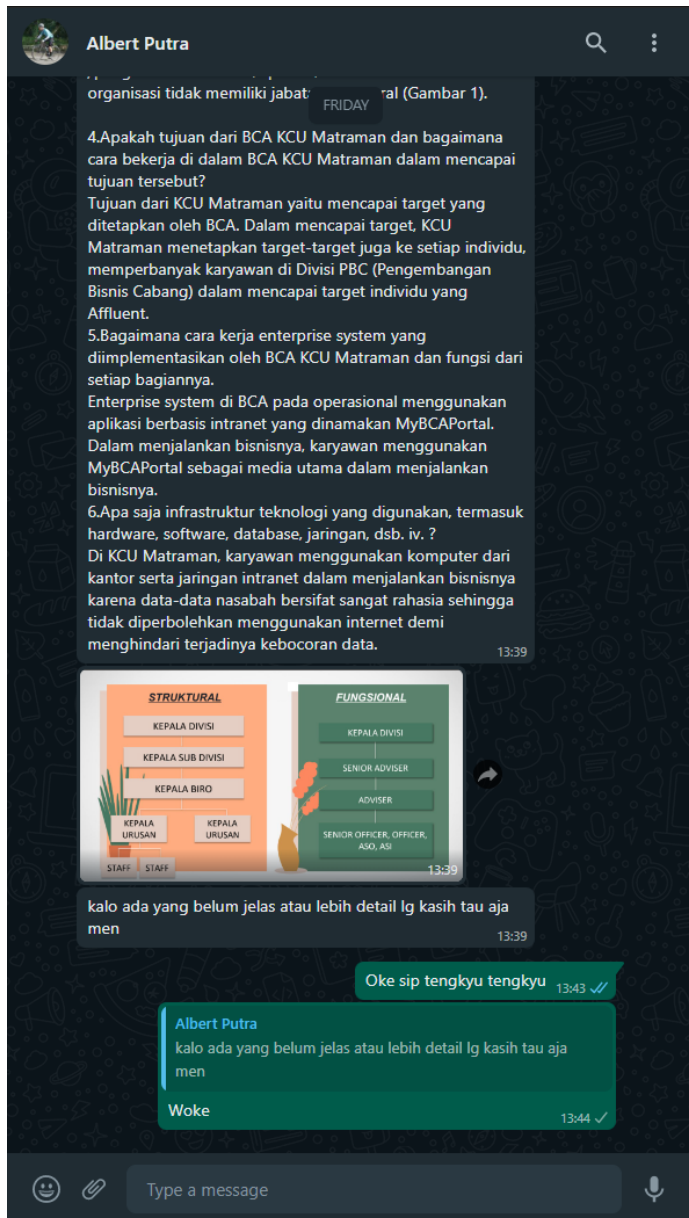 Albert Putra
organisasi tidak memiliki ral (Gambar 1).
FRIDAY
4.Apakah tujuan dari BCA KCU Matraman dan bagaimana
cara bekerja di dalam BCA KCU Matraman dalam mencapai
tujuan tersebut?
Tujuan dari KCU Matraman yaitu mencapai target yang
ditetapkan oleh BCA. Dalam mencapai target, KCU
Matraman menetapkan target-target juga ke setiap individu,
memperbanyak karyawan di Divisi PBC (Pengembangan
Bisnis Cabang) dalam mencapai target individu yang
Affluent.
5.Bagaimana cara kerja enterprise system yang
diimplementasikan oleh BCA KCU Matraman dan fungsi dari
setiap bagiannya.
Enterprise system di BCA pada operasional menggunakan
aplikasi berbasis intranet yang dinamakan MyBCAPortal.
Dalam menjalankan bisnisnya, karyawan menggunakan
MyBCAPortal sebagai media utama dalam menjalankan
bisnisnya.
6.Apa saja infrastruktur teknologi yang digunakan, termasuk
hardware, software, database, jaringan, dsb. iv. ?
Di KCU Matraman, karyawan menggunakan komputer dari
kantor serta jaringan intranet dalam menjalankan bisnisnya
karena data-data nasabah bersifat sangat rahasia sehingga
tidak diperbolehkan menggunakan internet demi
menghindari terjadinya kebocoran data.
13:39
STRUKTURAL
KEPALA DIVISI
KEPALA SUB DIVISI
KEPALA BIRO
KEPALA
URUSAN
KEPALA
URUSAN
STAFF
STAFF
FUNGSIONAL
KEPALA DIVISI
SENIOR ADVISER
ADVISER
SENIOR OFFICER, OFFICER,
ASO, ASI
13:39
kalo ada yang belum jelas atau lebih detail lg kasih tau aja
men
13:39
Oke sip tengkyu tengkyu
13:43
Albert Putra
kalo ada yang belum jelas atau lebih detail lg kasih tau aja
men
Woke
13:44
Type a message